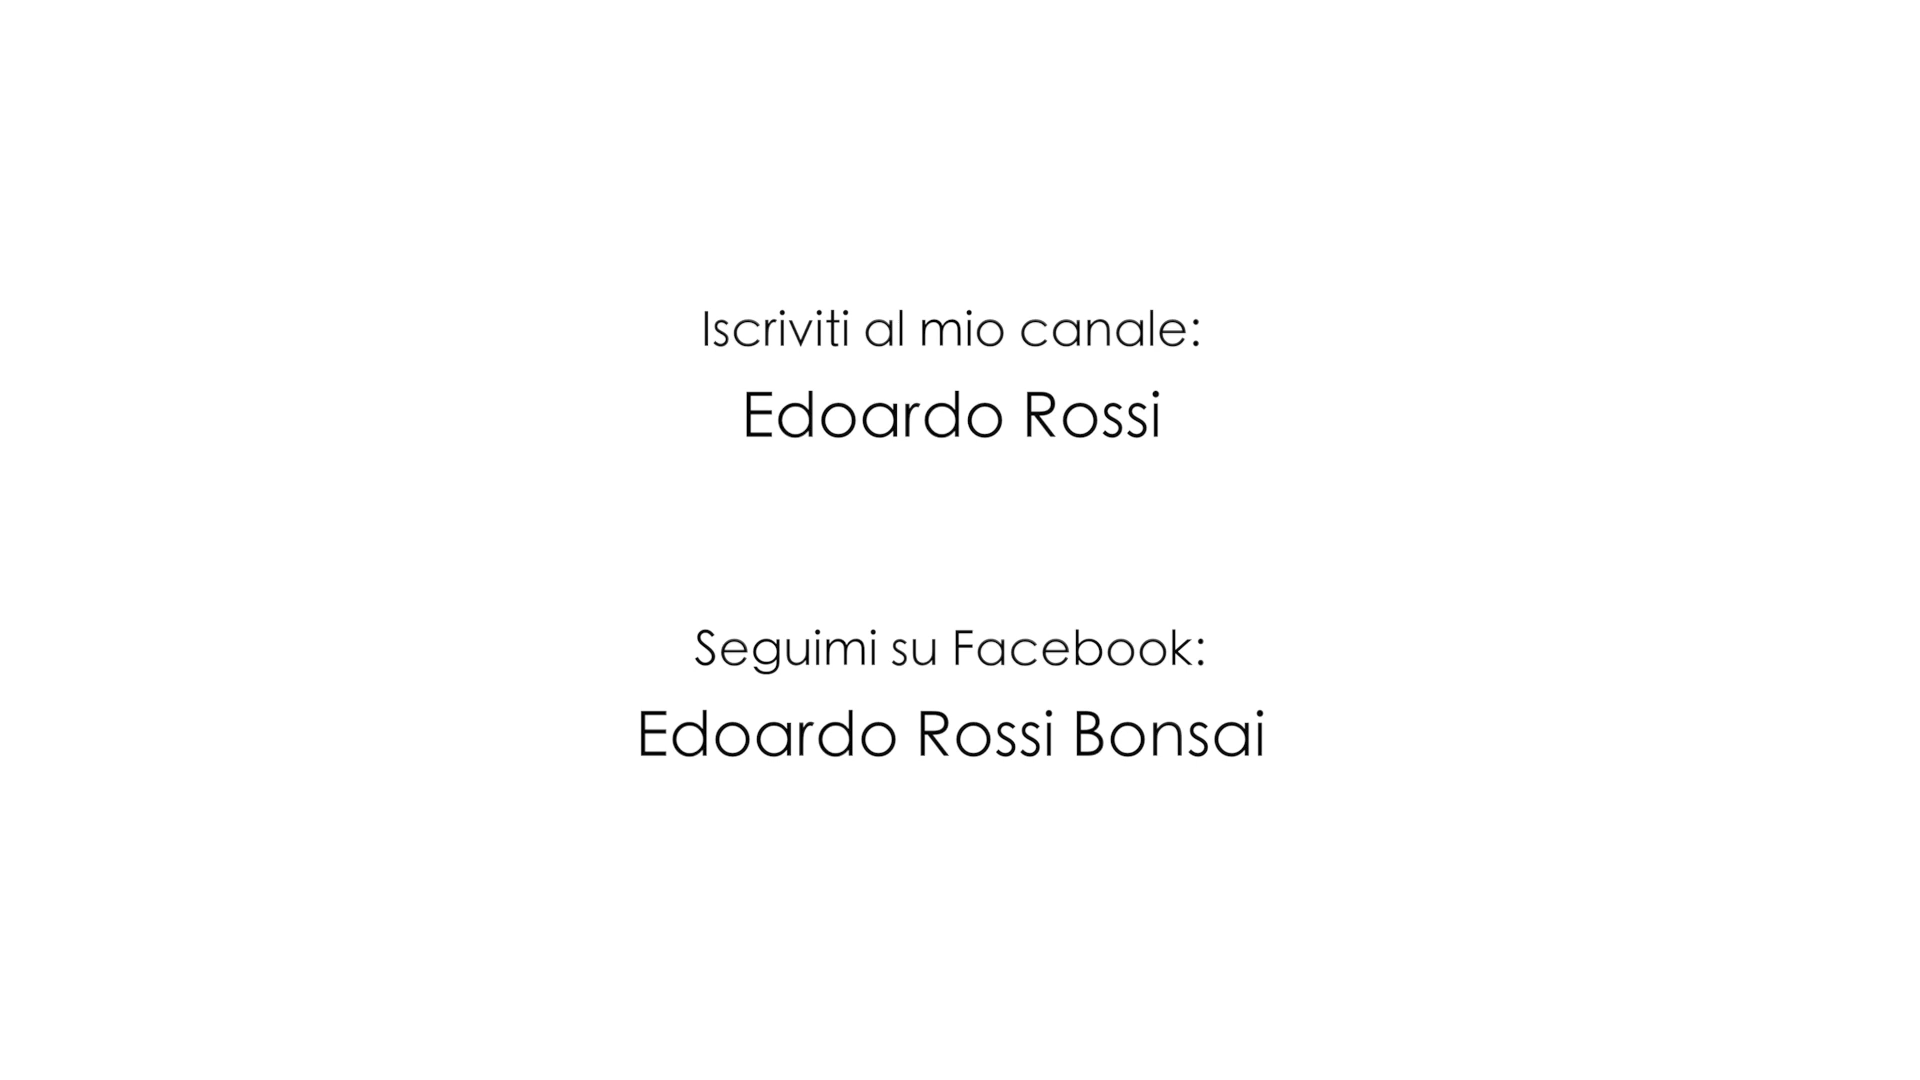 Iscriviti al mio canale:
Edoardo Rossi
Seguimi su Facebook:
Edoardo Rossi Bonsai